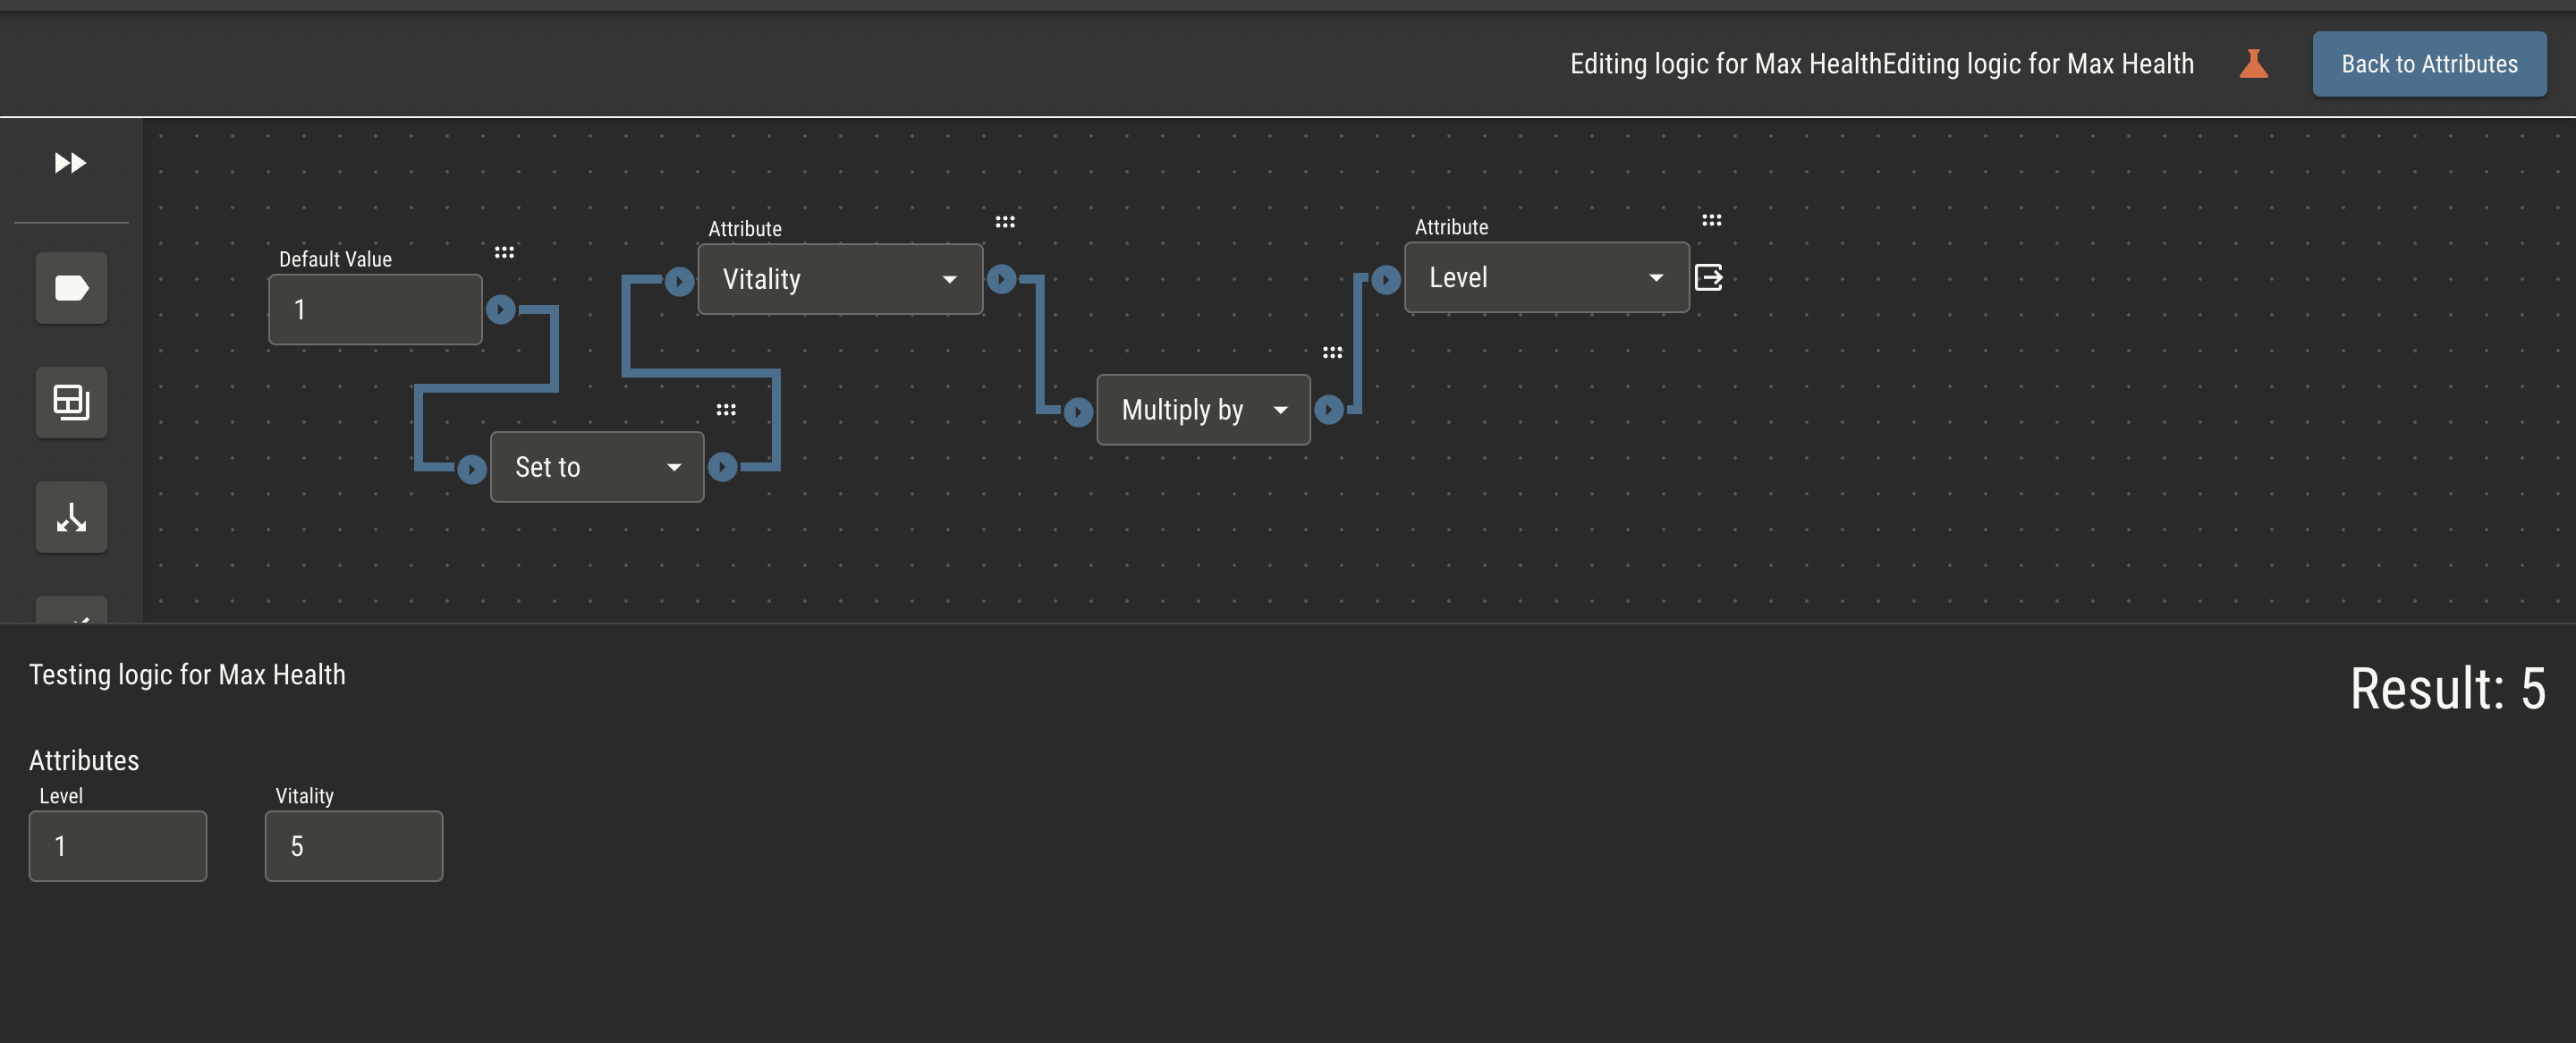 Editing logic for Max HealthEditing logic for Max Health
Back to Attributes
Default Value
1
Set to
Attribute
Vitality
Multiply by
Attribute
Level
Testing logic for Max Health
Result: 5
Attributes
Level
1
Vitality
5